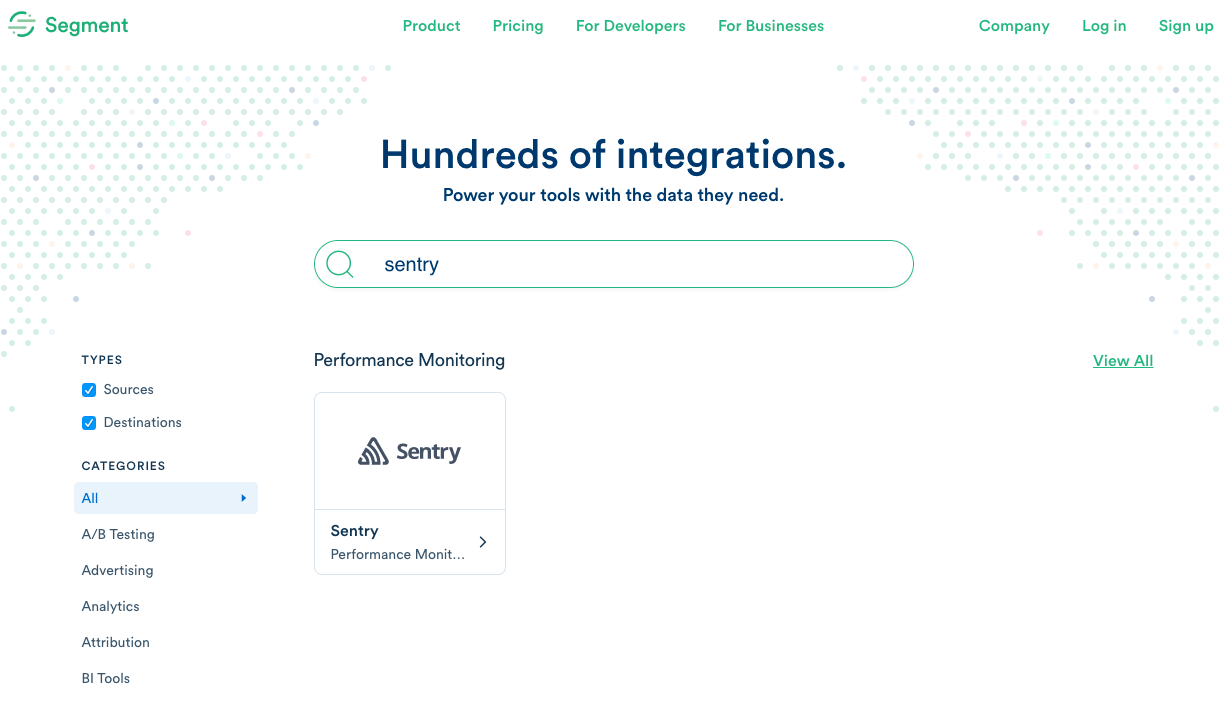 Segment
Product
Pricing
For Developers
For Businesses
Company
Log in
Sign up
Hundreds of integrations.
Power your tools with the data they need.
sentry
TYPES
Sources
Destinations
CATEGORIES
All
A/B Testing
Advertising
Analytics
Attribution
BI Tools
Performance Monitoring
View All
Sentry
Sentry
Performance Monit...